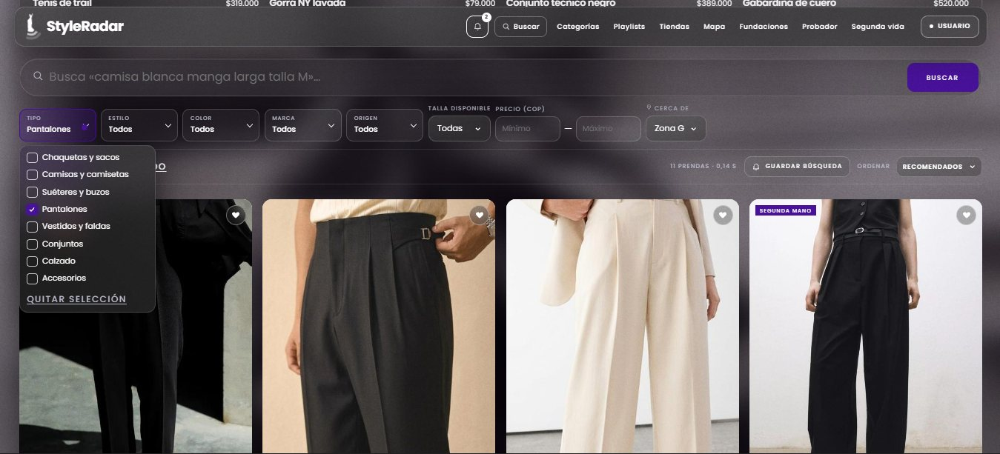 Tenis de trail $319.000 Gorra NY lavada $79.000 Conjunto técnico negro $389.000 Gabardina de cuero $520.000
StyleRadar 2 Buscar Categorías Playlists Tiendas Mapa Fundaciones Probador Segunda vida USUARIO
Busca «camisa blanca manga larga talla M»... BUSCAR
TIPO ESTILO COLOR MARCA ORIGEN TALLA DISPONIBLE PRECIO (COP) CERCA DE
Pantalones Todos Todos Todos Todos Todas Mínimo — Máximo Zona G
Chaquetas y sacos
DO 11 PRENDAS · 0,14 S GUARDAR BÚSQUEDA ORDENAR RECOMENDADOS
Camisas y camisetas
Suéteres y buzos
Pantalones
Vestidos y faldas
Conjuntos
Calzado
Accesorios
QUITAR SELECCIÓN
SEGUNDA MANO
D